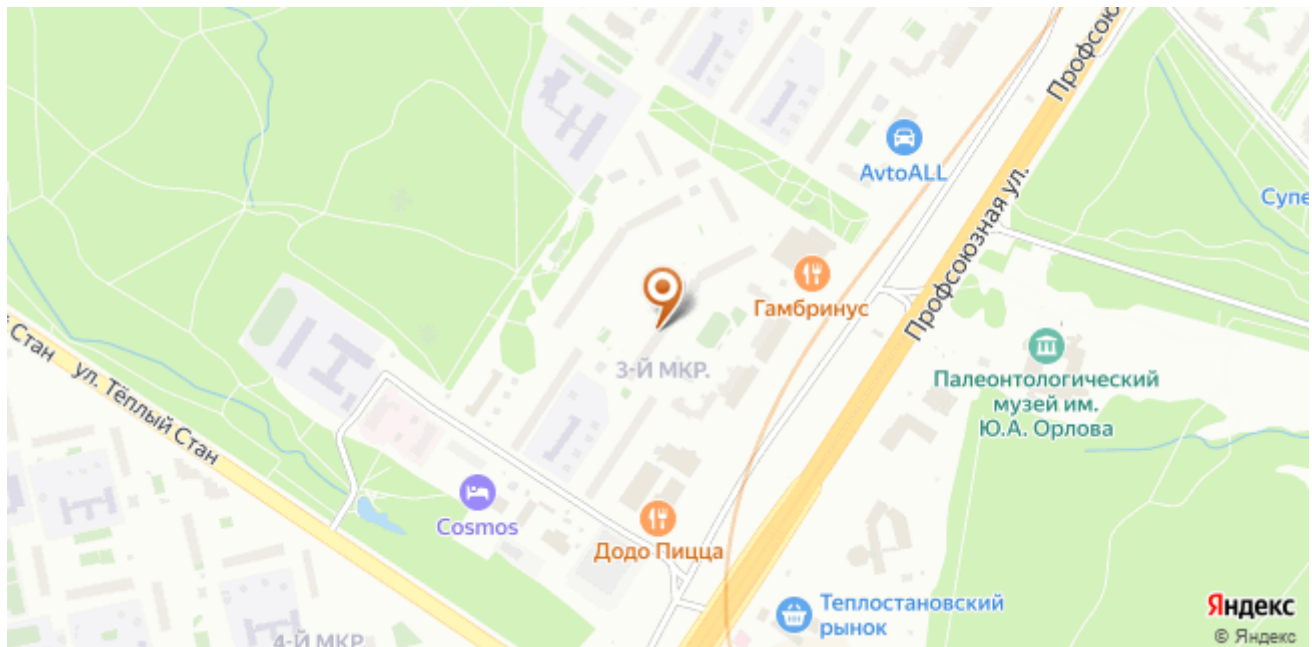 Профсою
AvtoALL
Профсоюзная ул.
Супе
Гамбринус
й Стан
ул. Тёплый Стан
3-Й МКР.
Палеонтологический
музей им.
Ю.А. Орлова
Cosmos
Додо Пицца
Теплостановский
рынок
4-Й МКР.
Яндекс
© Яндекс